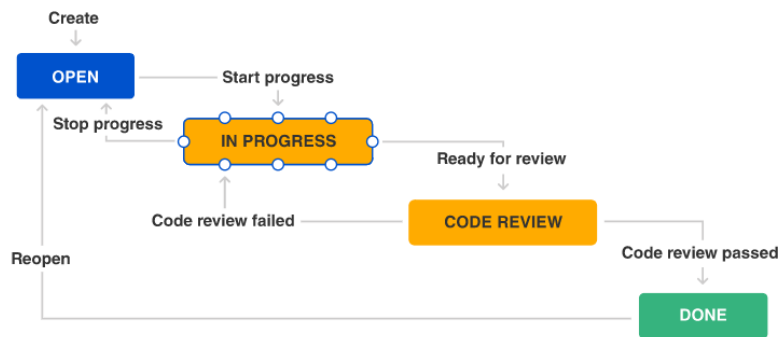 Create
OPEN
Start progress
Stop progress
IN PROGRESS
Ready for review
Code review failed
CODE REVIEW
Reopen
Code review passed
DONE